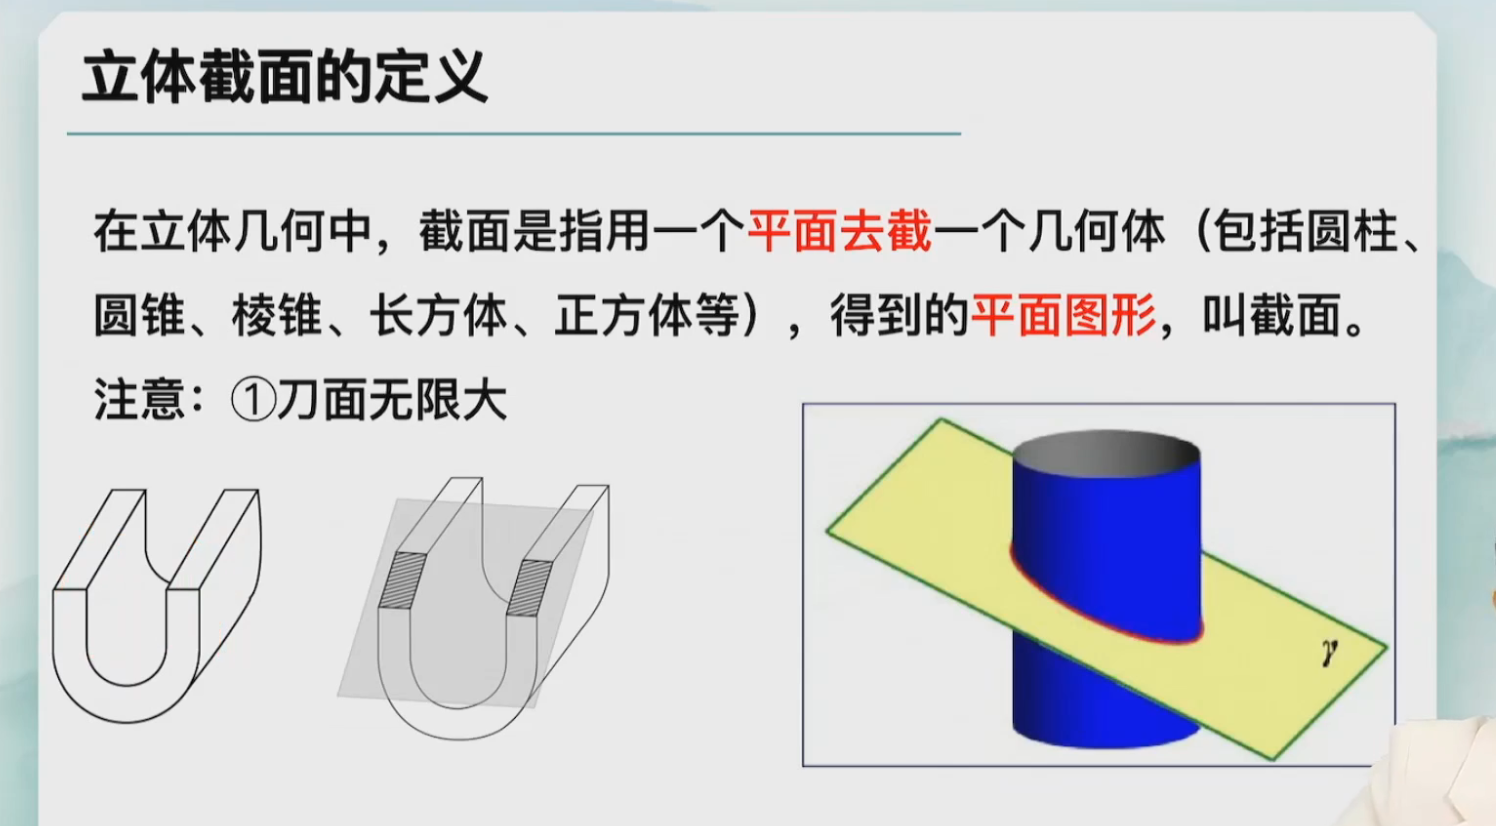 立体截面的定义
在立体几何中，截面是指用一个平面去截一个几何体（包括圆柱、
圆锥、棱锥、长方体、正方体等），得到的平面图形，叫截面。
注意：①刀面无限大
γ